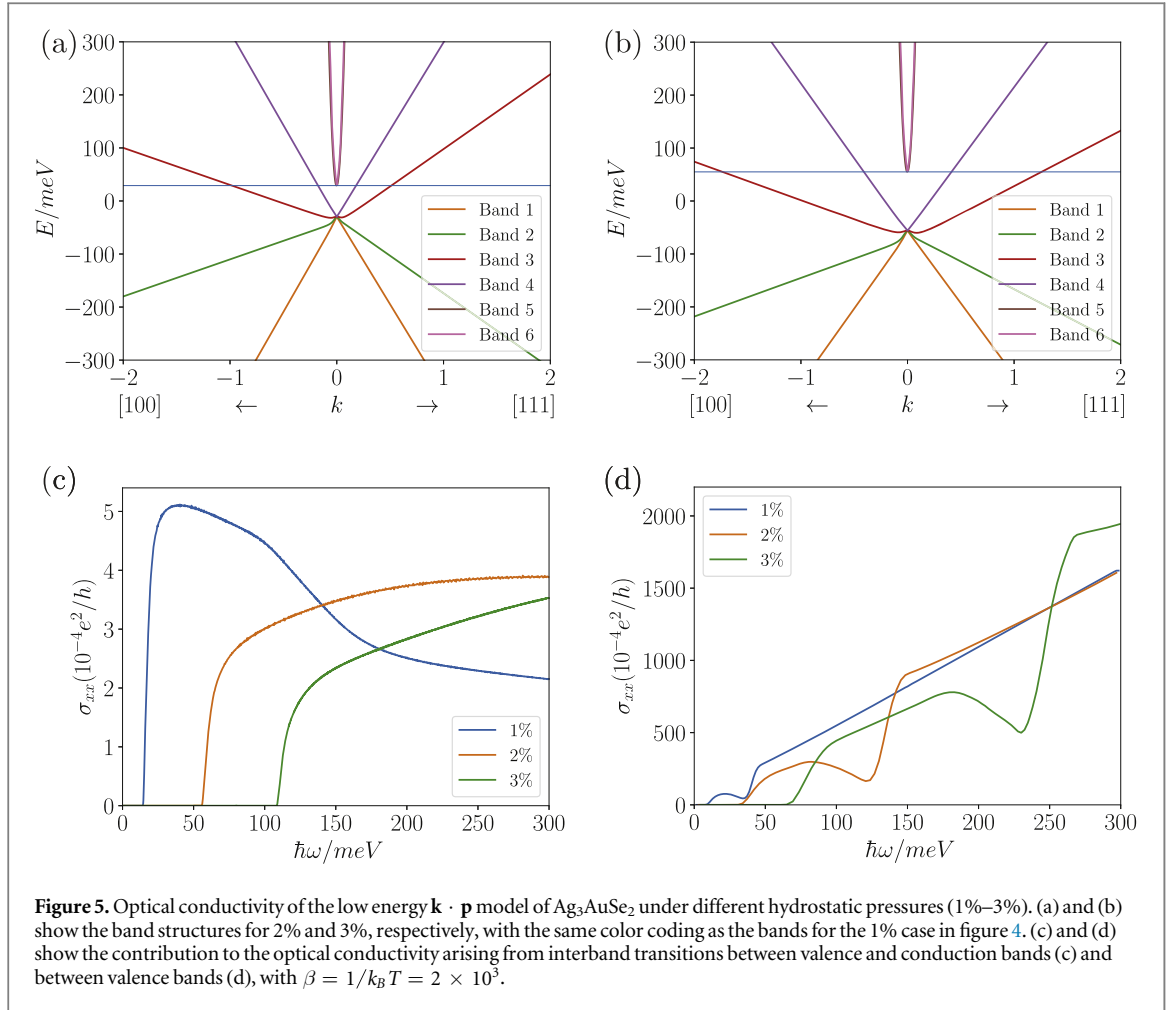 (a)
300
200
100
0
−100
−200
−300
E/meV
−2
−1
0
1
2
[100]
←
k
→
[111]
Band 1
Band 2
Band 3
Band 4
Band 5
Band 6
(b)
300
200
100
0
−100
−200
−300
E/meV
−2
−1
0
1
2
[100]
←
k
→
[111]
Band 1
Band 2
Band 3
Band 4
Band 5
Band 6
(c)
5
4
3
2
1
0
σxx(10⁻⁴e²/h)
0
50
100
150
200
250
300
ħω/meV
1%
2%
3%
(d)
2000
1500
1000
500
0
σxx(10⁻⁴e²/h)
0
50
100
150
200
250
300
ħω/meV
1%
2%
3%
Figure 5. Optical conductivity of the low energy k · p model of Ag₃AuSe₂ under different hydrostatic pressures (1%–3%). (a) and (b)
show the band structures for 2% and 3%, respectively, with the same color coding as the bands for the 1% case in figure 4. (c) and (d)
show the contribution to the optical conductivity arising from interband transitions between valence and conduction bands (c) and
between valence bands (d), with β = 1/k_B T = 2 × 10³.